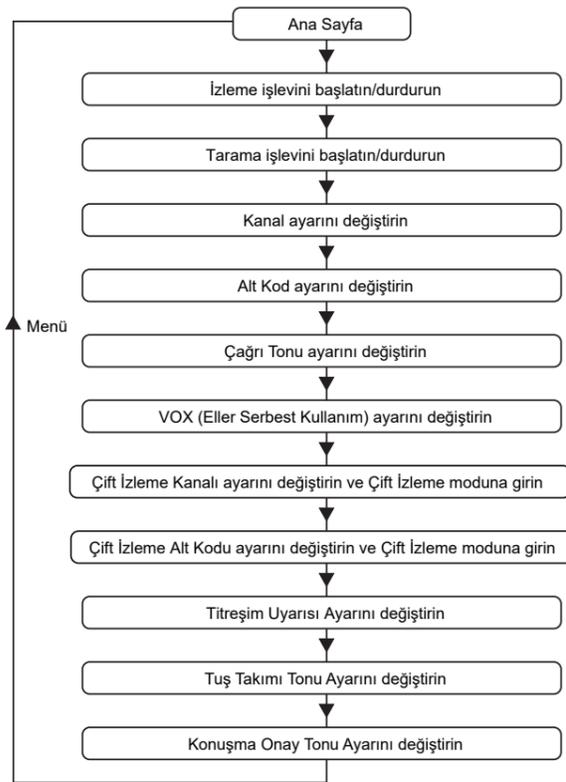 Ana Sayfa
İzleme işlevini başlatın/durdurun
Tarama işlevini başlatın/durdurun
Kanal ayarını değiştirin
Alt Kod ayarını değiştirin
Menü
Çağrı Tonu ayarını değiştirin
VOX (Eller Serbest Kullanım) ayarını değiştirin
Çift İzleme Kanalı ayarını değiştirin ve Çift İzleme moduna girin
Çift İzleme Alt Kodu ayarını değiştirin ve Çift İzleme moduna girin
Titreşim Uyarısı Ayarını değiştirin
Tuş Takımı Tonu Ayarını değiştirin
Konuşma Onay Tonu Ayarını değiştirin